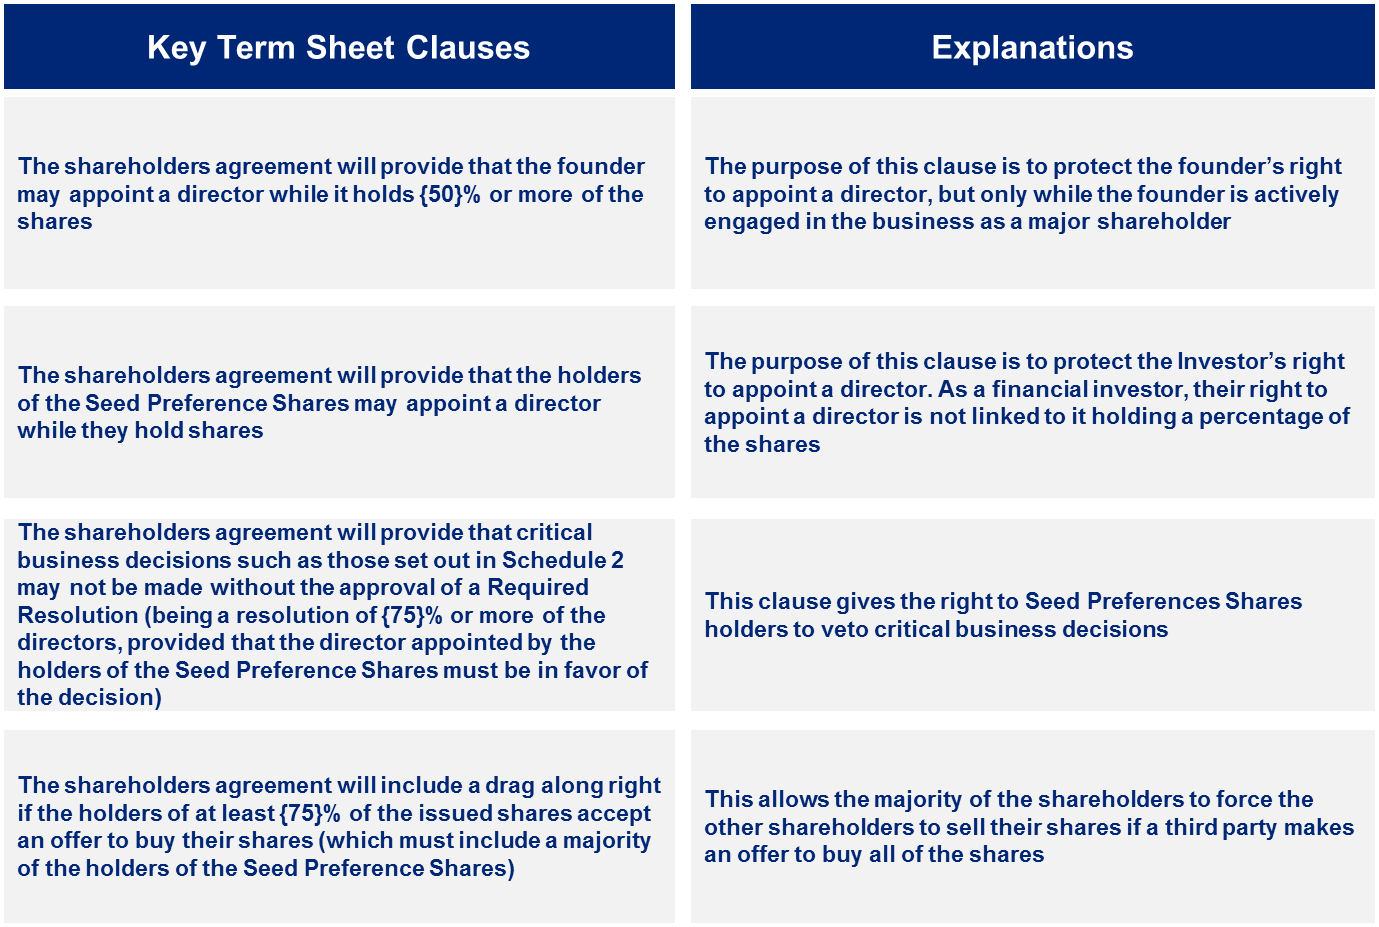 Key Term Sheet Clauses
Explanations
The shareholders agreement will provide that the founder
may appoint a director while it holds {50}% or more of the
shares
The purpose of this clause is to protect the founder’s right
to appoint a director, but only while the founder is actively
engaged in the business as a major shareholder
The shareholders agreement will provide that the holders
of the Seed Preference Shares may appoint a director
while they hold shares
The purpose of this clause is to protect the Investor’s right
to appoint a director. As a financial investor, their right to
appoint a director is not linked to it holding a percentage of
the shares
The shareholders agreement will provide that critical
business decisions such as those set out in Schedule 2
may not be made without the approval of a Required
Resolution (being a resolution of {75}% or more of the
directors, provided that the director appointed by the
holders of the Seed Preference Shares must be in favor of
the decision)
This clause gives the right to Seed Preferences Shares
holders to veto critical business decisions
The shareholders agreement will include a drag along right
if the holders of at least {75}% of the issued shares accept
an offer to buy their shares (which must include a majority
of the holders of the Seed Preference Shares)
This allows the majority of the shareholders to force the
other shareholders to sell their shares if a third party makes
an offer to buy all of the shares